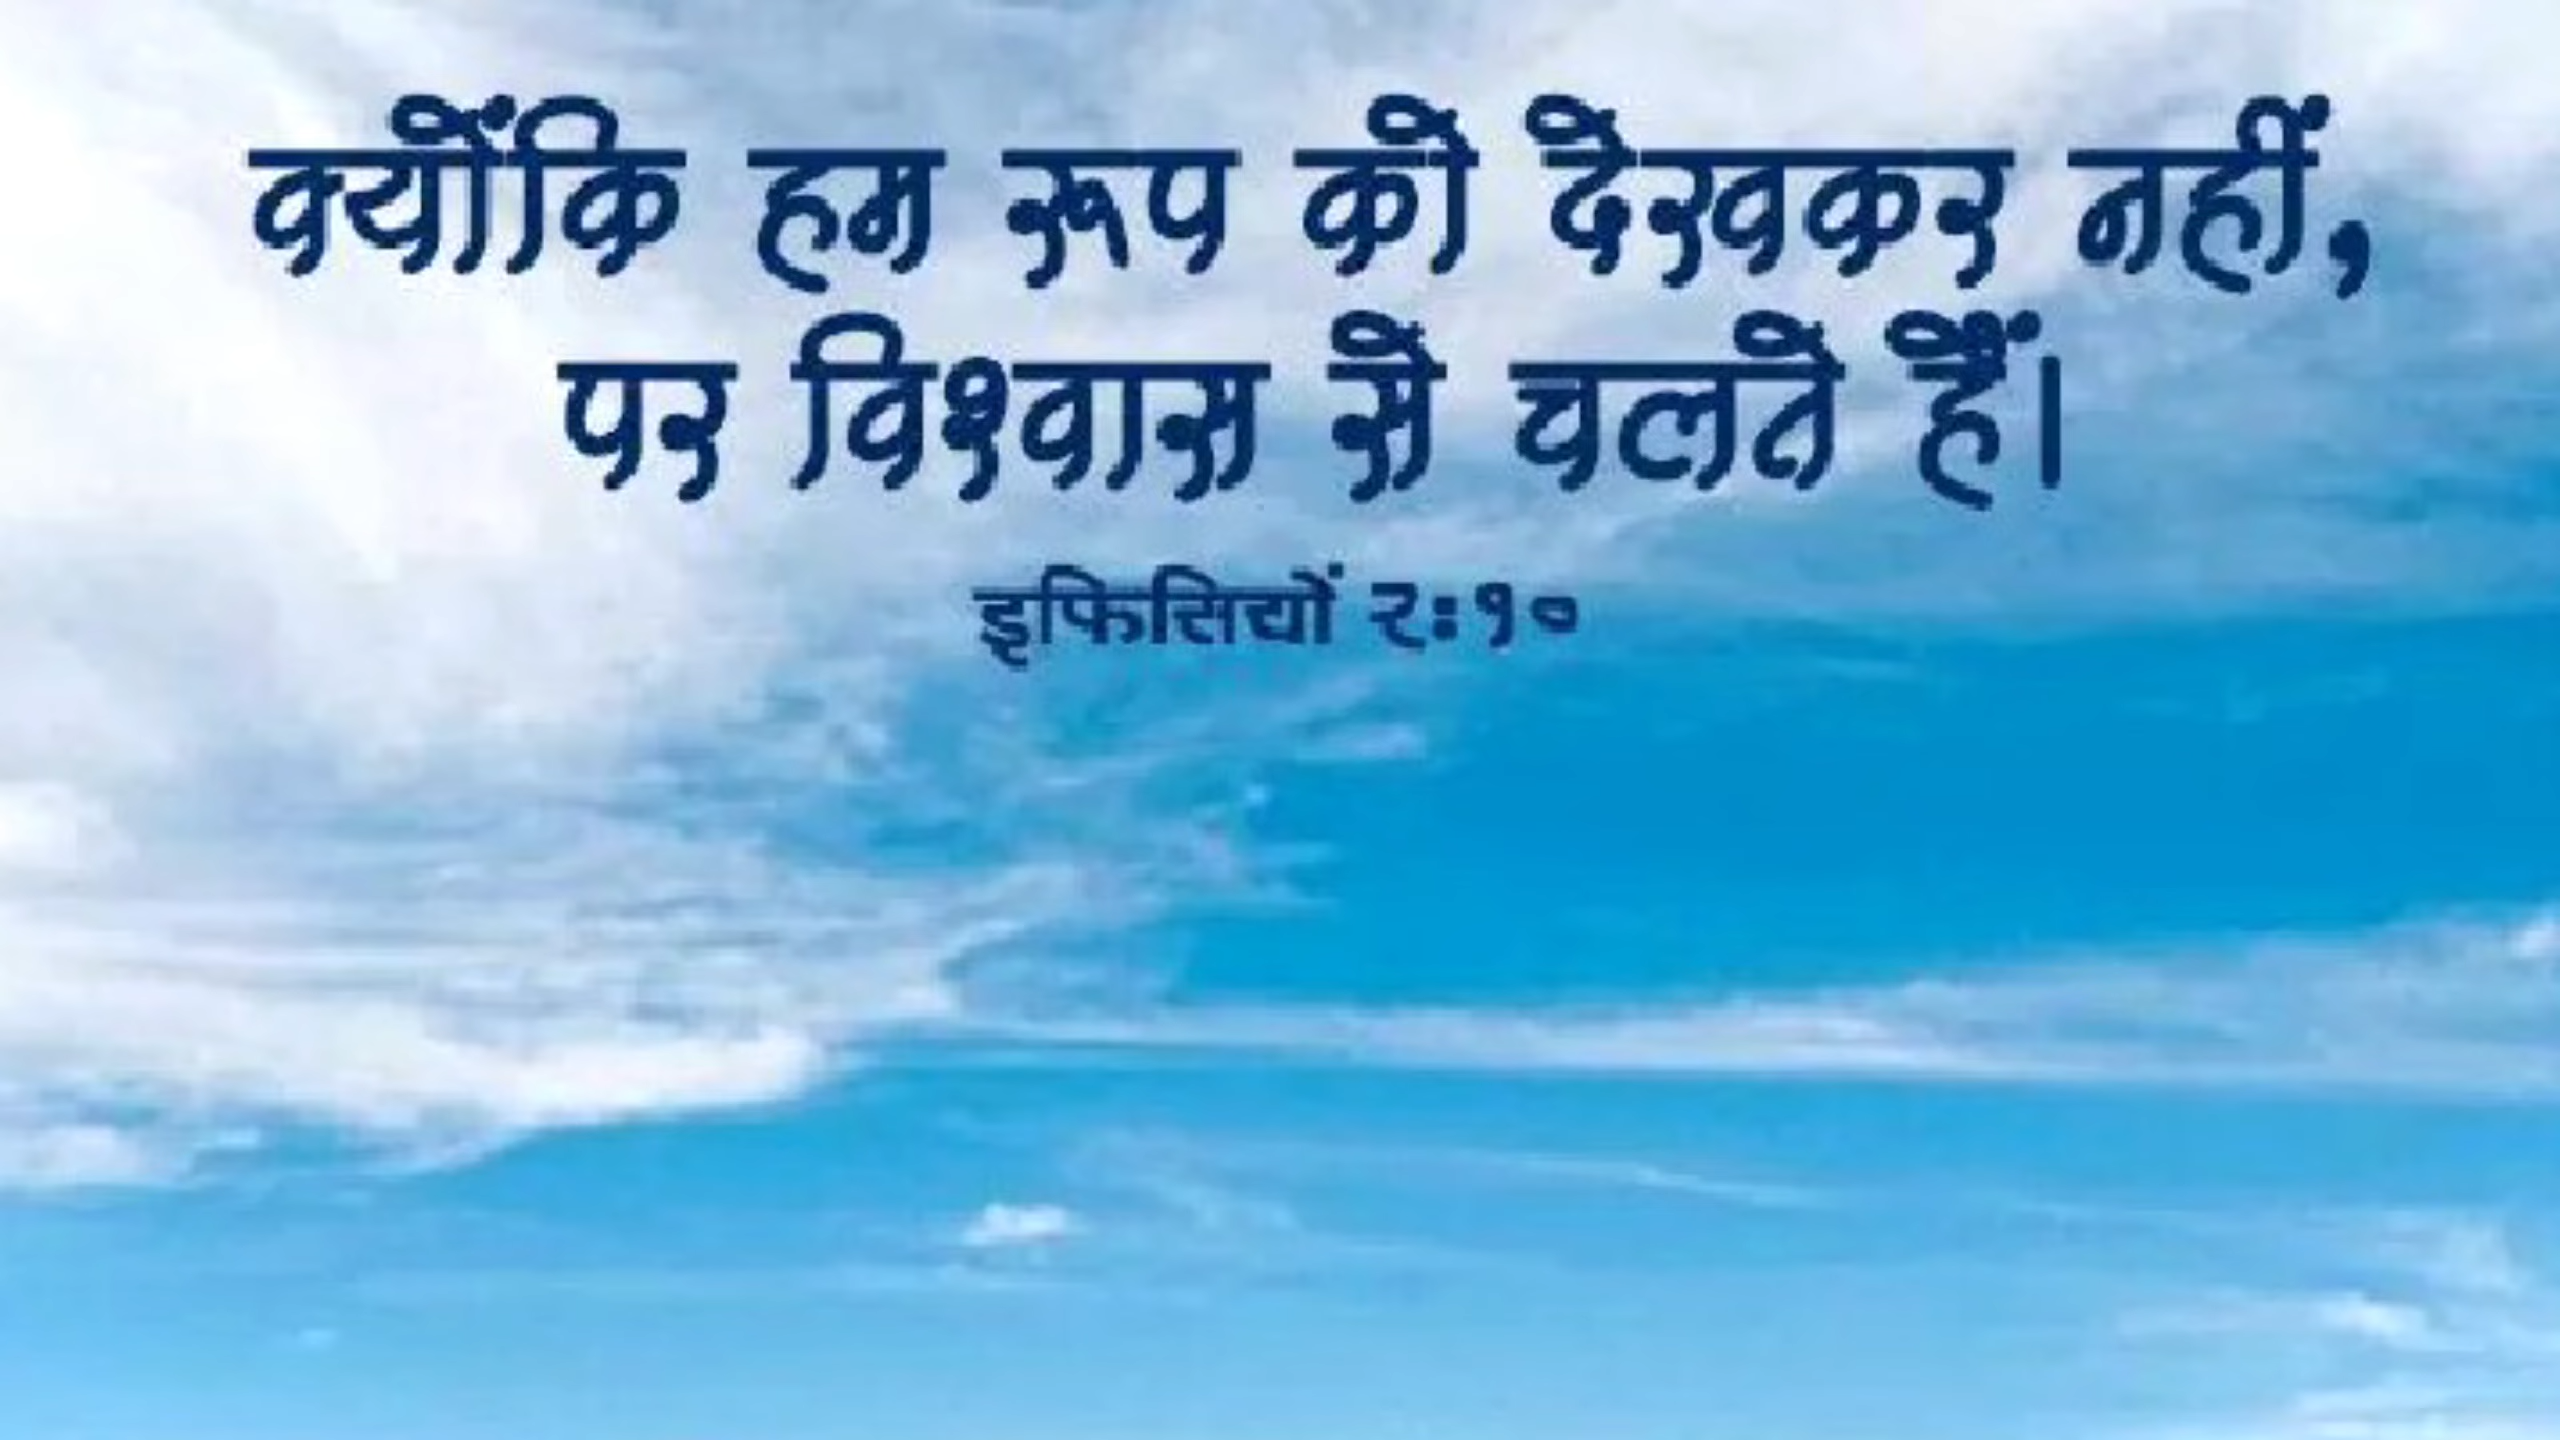 क्योंकि हम रूप को देखकर नहीं,
पर विश्वास से चलते हैं।
इफिसियों २:१०